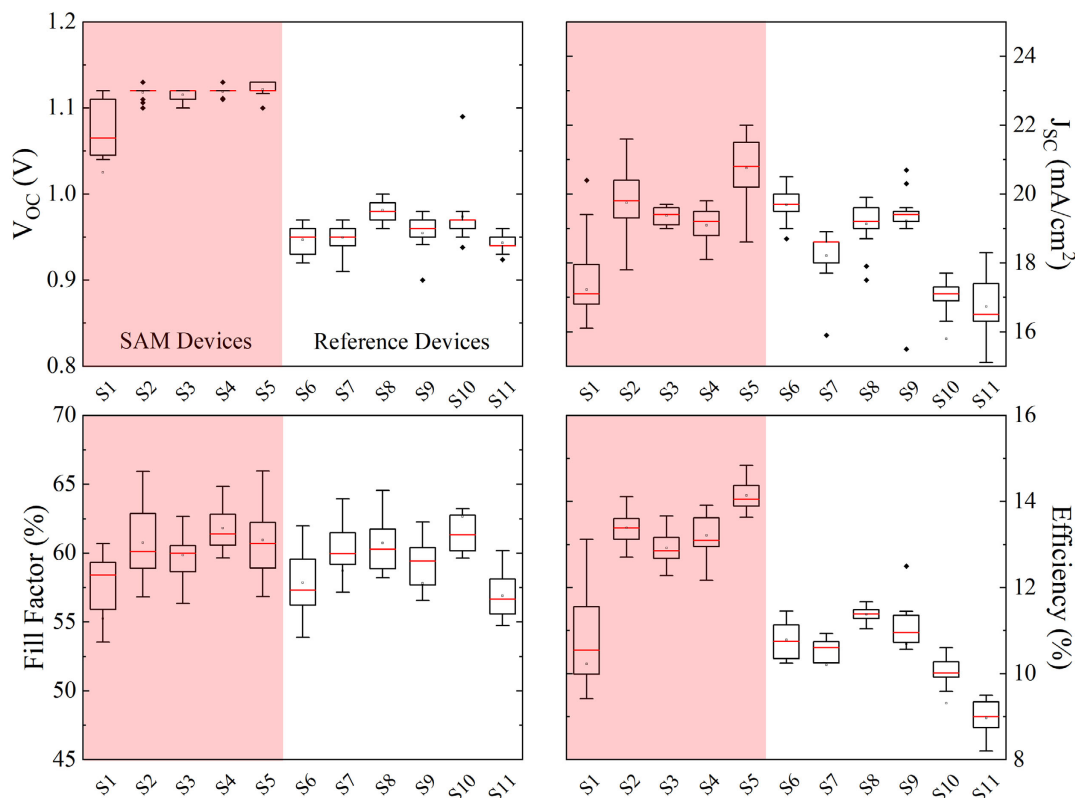 1.2
1.1
1.0
0.9
0.8
V_OC (V)
SAM Devices
Reference Devices
S1 S2 S3 S4 S5 S6 S7 S8 S9 S10 S11
24
22
20
18
16
J_SC (mA/cm²)
S1 S2 S3 S4 S5 S6 S7 S8 S9 S10 S11
70
65
60
55
50
45
Fill Factor (%)
S1 S2 S3 S4 S5 S6 S7 S8 S9 S10 S11
16
14
12
10
8
Efficiency (%)
S1 S2 S3 S4 S5 S6 S7 S8 S9 S10 S11